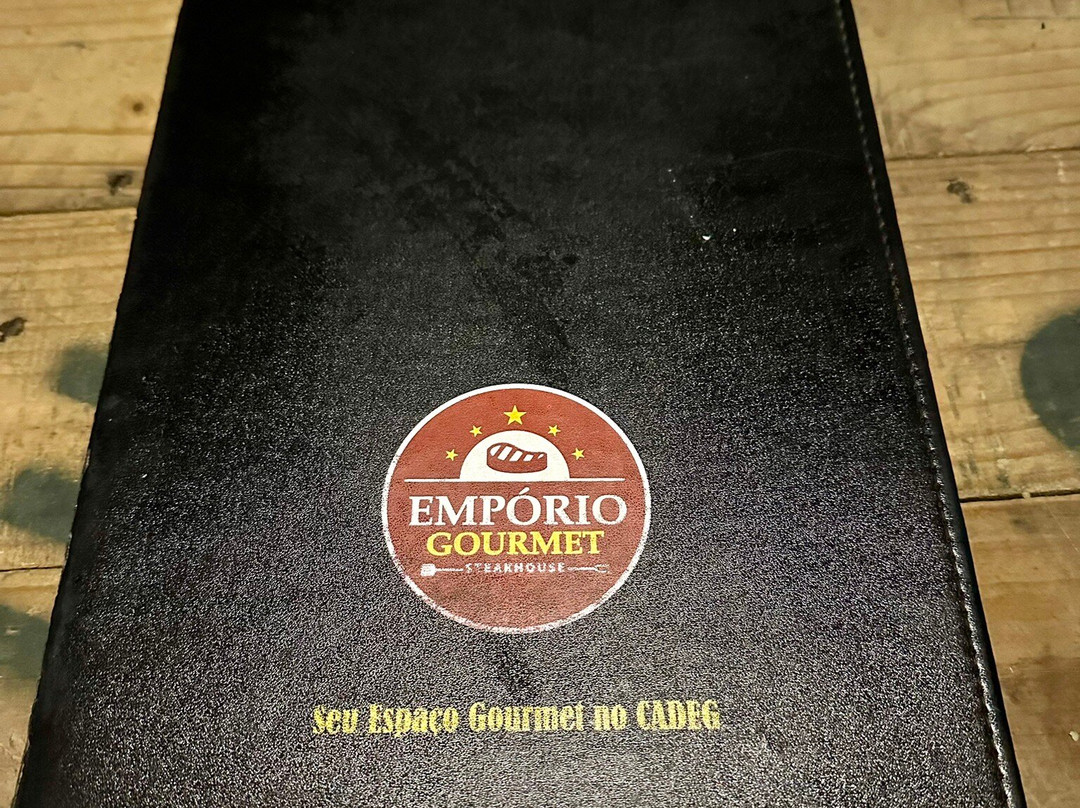 EMPÓRIO
GOURMET
STEAKHOUSE
Seu Espaço Gourmet no CADEG